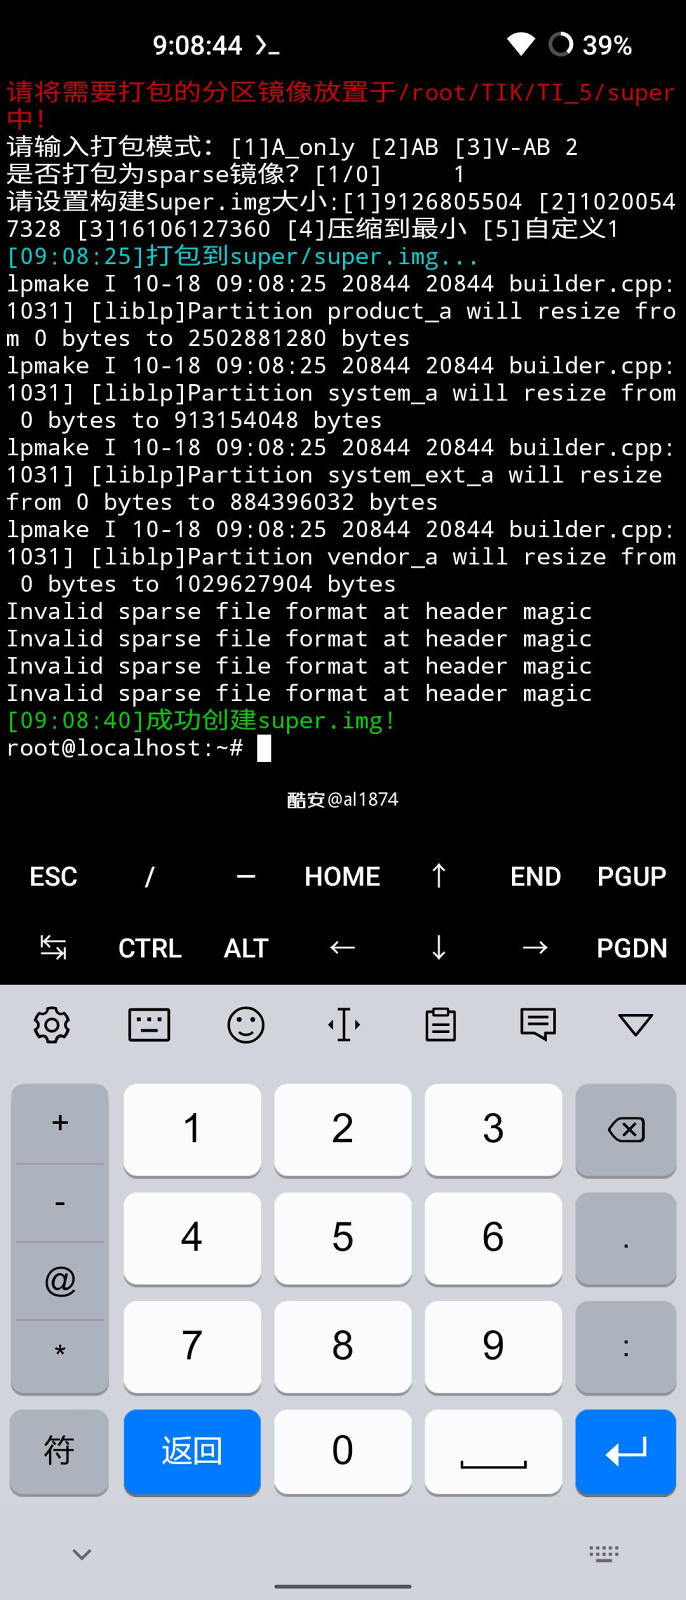 9:08:44 39%
请将需要打包的分区镜像放置于/root/TIK/TI_5/super
中!
请输入打包模式：[1]A_only [2]AB [3]V-AB 2
是否打包为sparse镜像？[1/0]     1
请设置构建Super.img大小:[1]9126805504 [2]1020054
7328 [3]16106127360 [4]压缩到最小 [5]自定义1
[09:08:25]打包到super/super.img...
lpmake I 10-18 09:08:25 20844 20844 builder.cpp:
1031] [liblp]Partition product_a will resize fro
m 0 bytes to 2502881280 bytes
lpmake I 10-18 09:08:25 20844 20844 builder.cpp:
1031] [liblp]Partition system_a will resize from
 0 bytes to 913154048 bytes
lpmake I 10-18 09:08:25 20844 20844 builder.cpp:
1031] [liblp]Partition system_ext_a will resize
from 0 bytes to 884396032 bytes
lpmake I 10-18 09:08:25 20844 20844 builder.cpp:
1031] [liblp]Partition vendor_a will resize from
 0 bytes to 1029627904 bytes
Invalid sparse file format at header magic
Invalid sparse file format at header magic
Invalid sparse file format at header magic
Invalid sparse file format at header magic
[09:08:40]成功创建super.img!
root@localhost:~#
酷安@al1874
ESC / — HOME ↑ END PGUP
↹ CTRL ALT ← ↓ → PGDN
+ 1 2 3
- 4 5 6 .
@ 7 8 9 :
*
符 返回 0